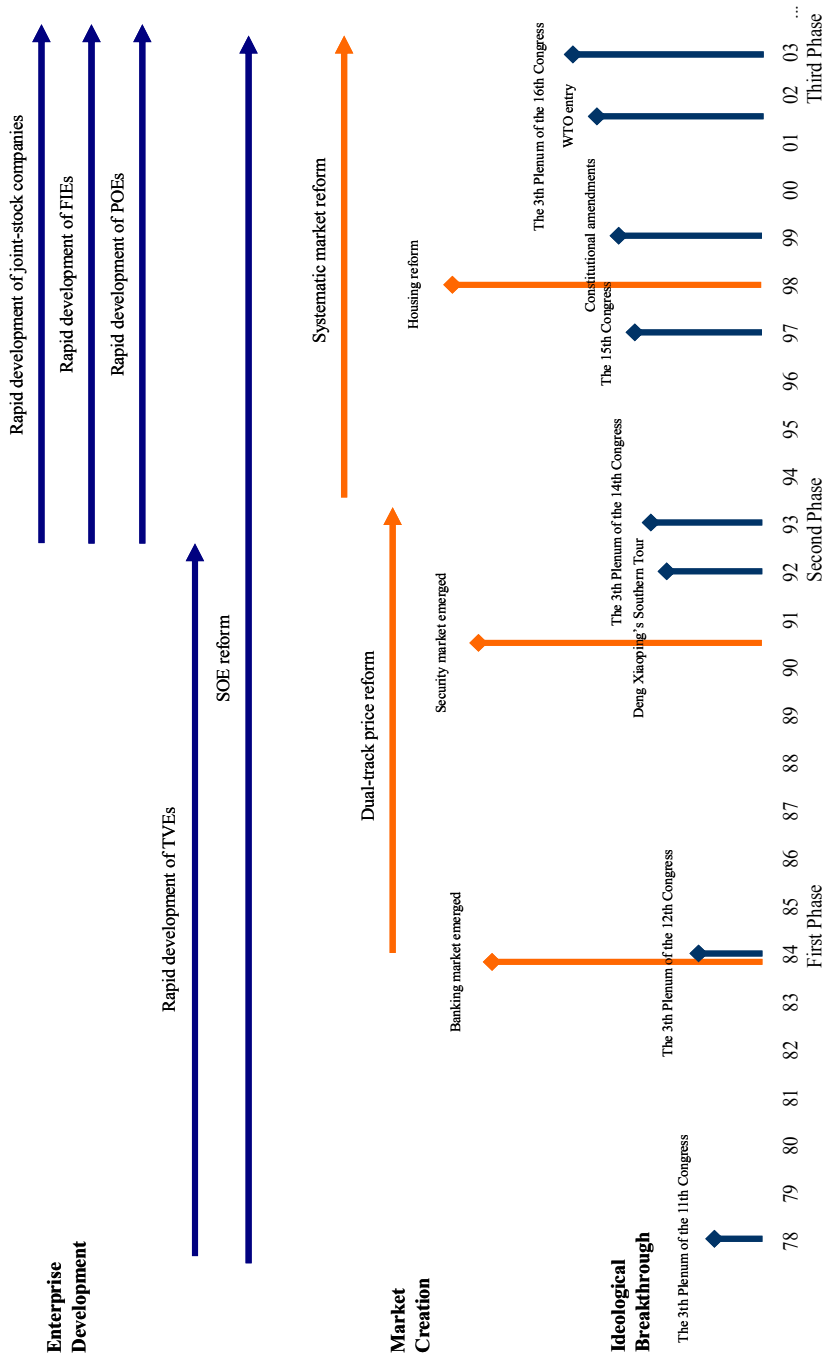 Enterprise
Development
Rapid development of joint-stock companies
Rapid development of FIEs
Rapid development of POEs
Rapid development of TVEs
SOE reform
Market
Creation
Systematic market reform
Dual-track price reform
Housing reform
Security market emerged
Banking market emerged
Ideological
Breakthrough
The 3th Plenum of the 16th Congress
WTO entry
Constitutional amendments
The 15th Congress
The 3th Plenum of the 14th Congress
Deng Xiaoping's Southern Tour
The 3th Plenum of the 12th Congress
The 3th Plenum of the 11th Congress
78 79 80 81 82 83 84 85 86 87 88 89 90 91 92 93 94 95 96 97 98 99 00 01 02 03 ...
First Phase Second Phase Third Phase